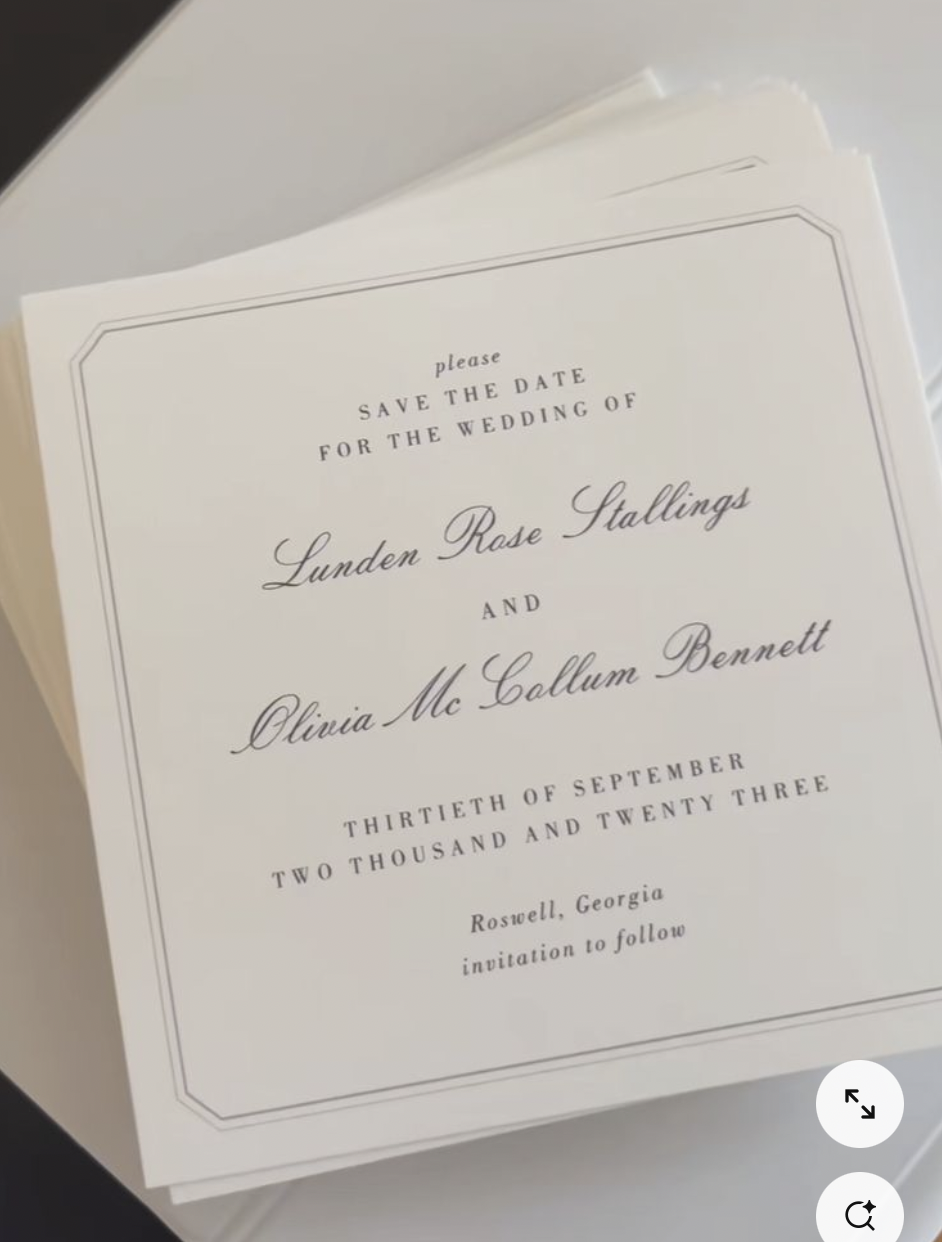 please
SAVE THE DATE
FOR THE WEDDING OF
Lunden Rose Stallings
AND
Olivia Mc Collum Bennett
THIRTIETH OF SEPTEMBER
TWO THOUSAND AND TWENTY THREE
Roswell, Georgia
invitation to follow